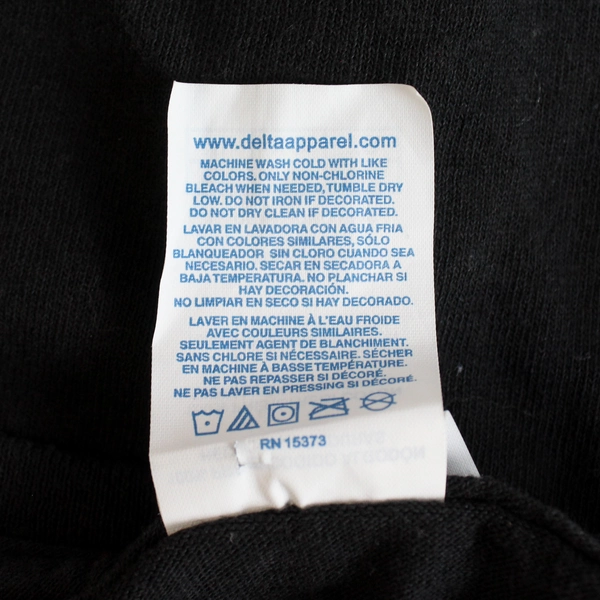 www.deltaapparel.com
MACHINE WASH COLD WITH LIKE
COLORS. ONLY NON-CHLORINE
BLEACH WHEN NEEDED, TUMBLE DRY
LOW. DO NOT IRON IF DECORATED.
DO NOT DRY CLEAN IF DECORATED.
LAVAR EN LAVADORA CON AGUA FRIA
CON COLORES SIMILARES, SÓLO
BLANQUEADOR SIN CLORO CUANDO SEA
NECESARIO. SECAR EN SECADORA A
BAJA TEMPERATURA. NO PLANCHAR SI
HAY DECORACIÓN.
NO LIMPIAR EN SECO SI HAY DECORADO.
LAVER EN MACHINE À L'EAU FROIDE
AVEC COULEURS SIMILAIRES.
SEULEMENT AGENT DE BLANCHIMENT.
SANS CHLORE SI NÉCESSAIRE. SÉCHER
EN MACHINE À BASSE TEMPÉRATURE.
NE PAS REPASSER SI DÉCORÉ.
NE PAS LAVER EN PRESSING SI DÉCORÉ.
RN 15373